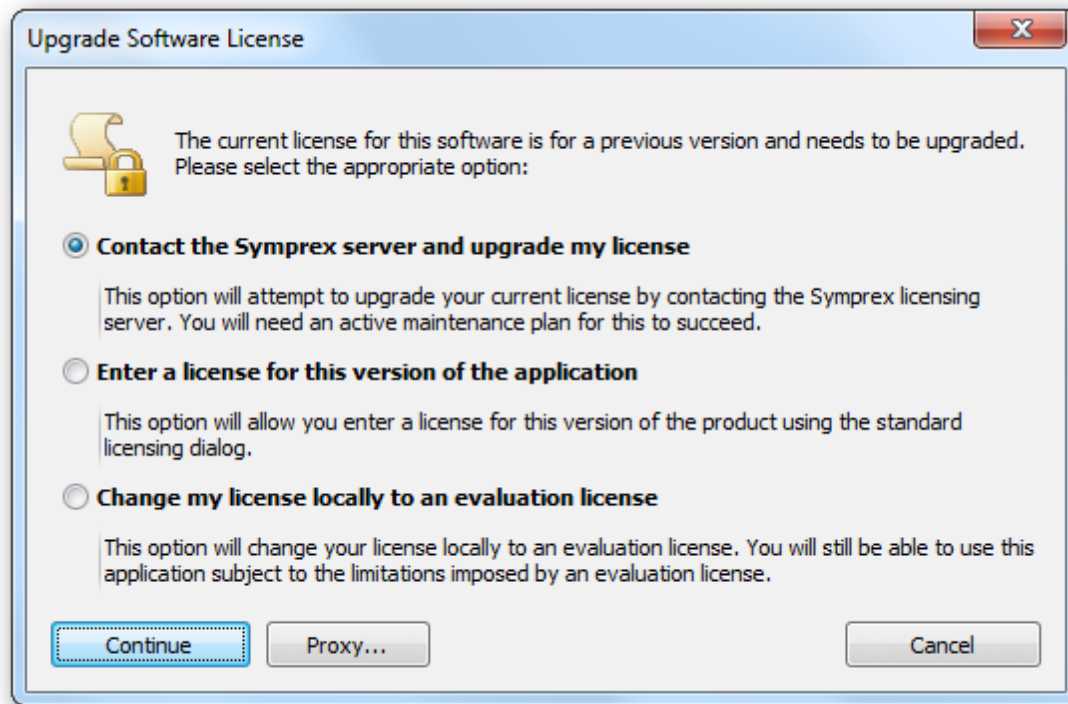 Upgrade Software License
The current license for this software is for a previous version and needs to be upgraded.
Please select the appropriate option:
Contact the Symprex server and upgrade my license
This option will attempt to upgrade your current license by contacting the Symprex licensing
server. You will need an active maintenance plan for this to succeed.
Enter a license for this version of the application
This option will allow you enter a license for this version of the product using the standard
licensing dialog.
Change my license locally to an evaluation license
This option will change your license locally to an evaluation license. You will still be able to use this
application subject to the limitations imposed by an evaluation license.
Continue Proxy... Cancel